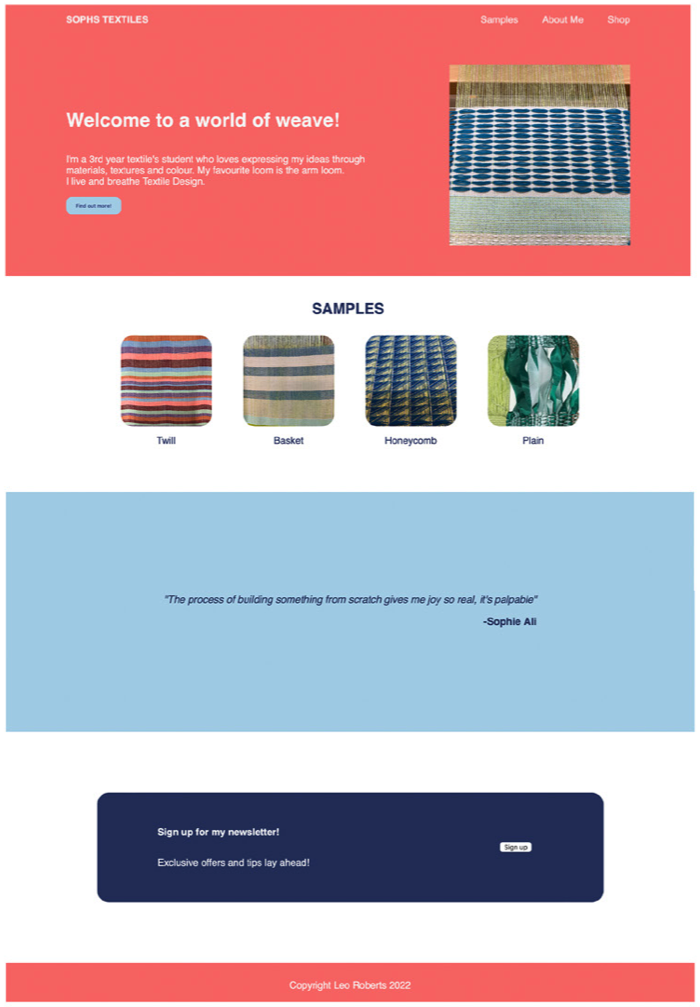 SOPHS TEXTILES
Samples About Me Shop
Welcome to a world of weave!
I'm a 3rd year textile's student who loves expressing my ideas through
materials, textures and colour. My favourite loom is the arm loom.
I live and breathe Textile Design.
Find out more!
SAMPLES
Twill Basket Honeycomb Plain
"The process of building something from scratch gives me joy so real, it's palpable"
-Sophie Ali
Sign up for my newsletter!
Sign up
Exclusive offers and tips lay ahead!
Copyright Leo Roberts 2022